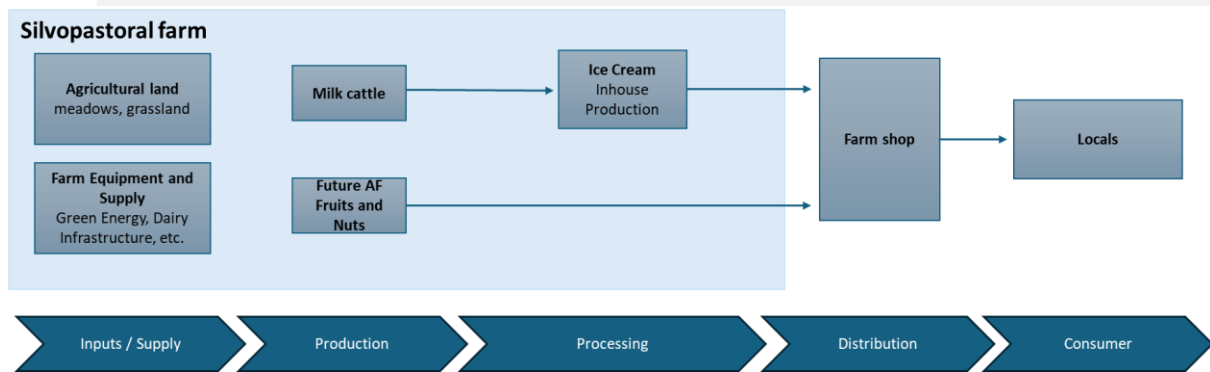 Silvopastoral farm
Agricultural land
meadows, grassland
Farm Equipment and
Supply
Green Energy, Dairy
Infrastructure, etc.
Milk cattle
Future AF
Fruits and
Nuts
Ice Cream
Inhouse
Production
Farm shop
Locals
Inputs / Supply
Production
Processing
Distribution
Consumer